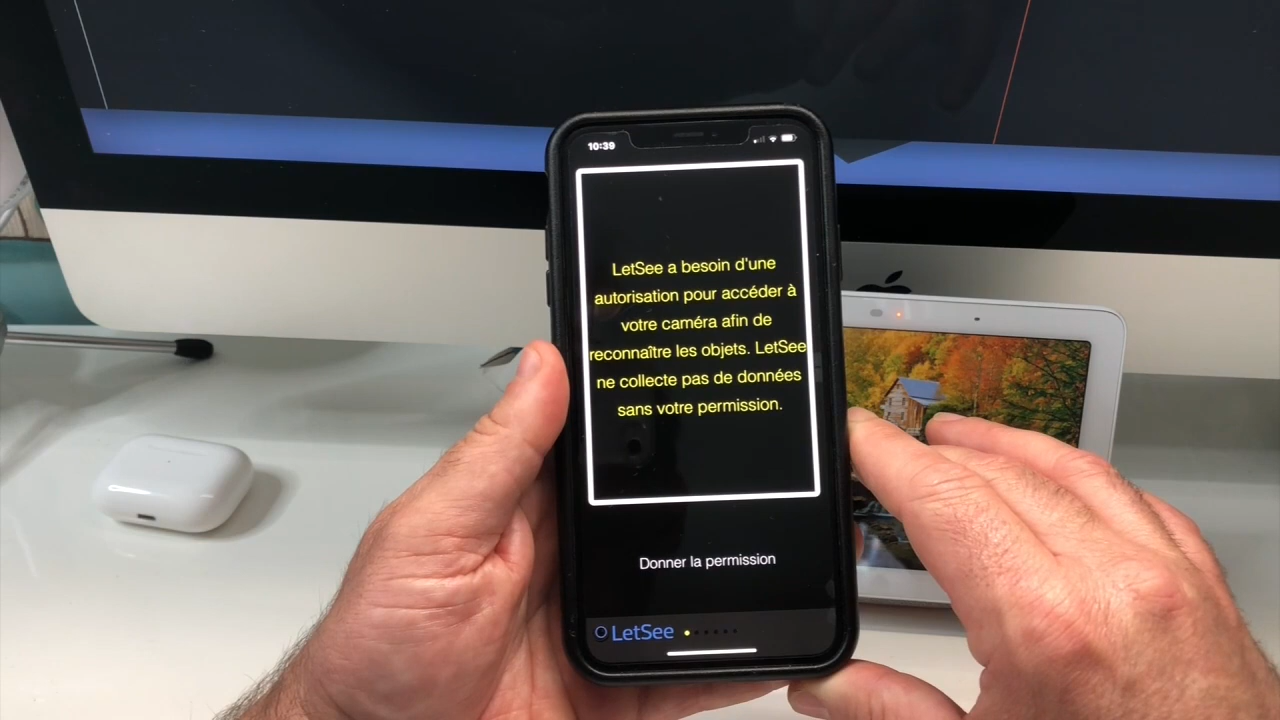 10:39
LetSee a besoin d'une
autorisation pour accéder à
votre caméra afin de
reconnaître les objets. LetSee
ne collecte pas de données
sans votre permission.
Donner la permission
LetSee